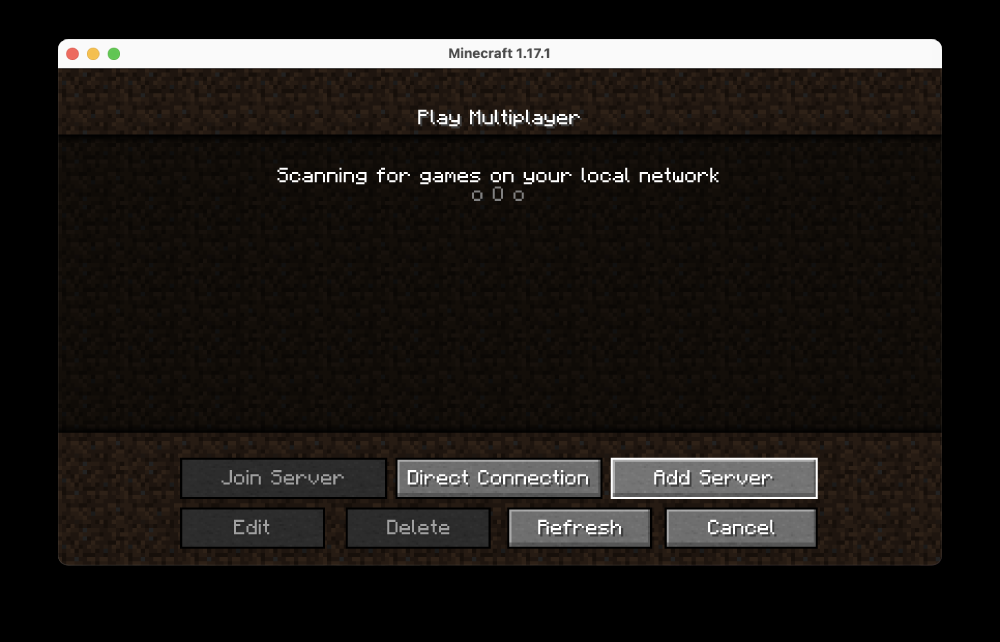 Minecraft 1.17.1
Play Multiplayer
Scanning for games on your local network
o O o
Join Server
Direct Connection
Add Server
Edit
Delete
Refresh
Cancel